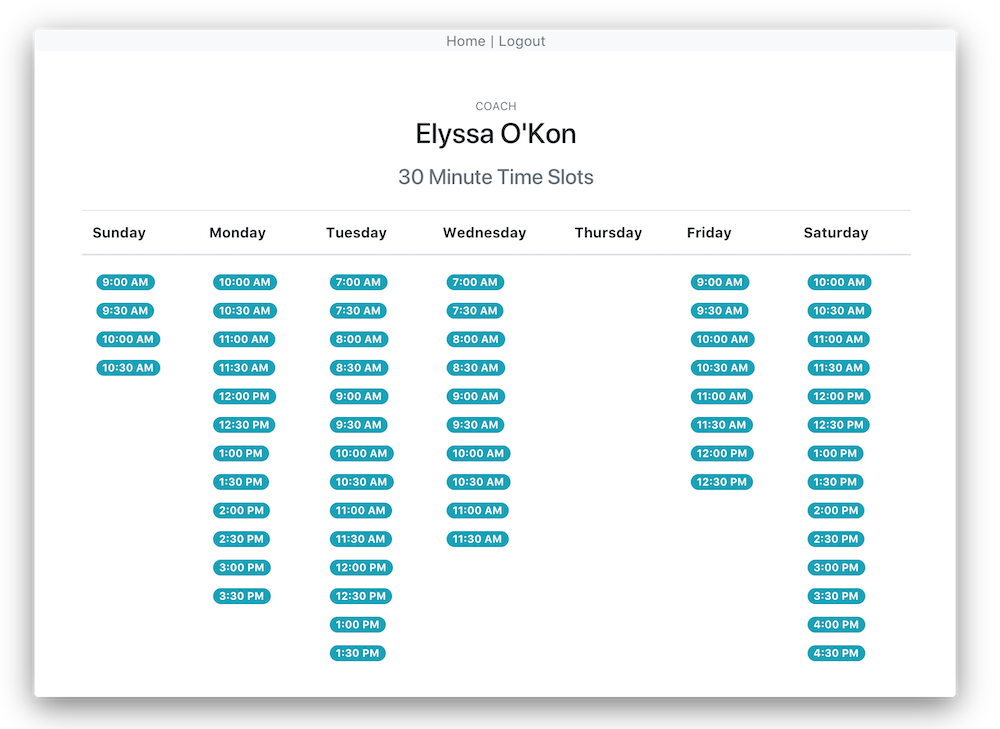 Home | Logout
COACH
Elyssa O'Kon
30 Minute Time Slots
Sunday Monday Tuesday Wednesday Thursday Friday Saturday
9:00 AM 10:00 AM 7:00 AM 7:00 AM 9:00 AM 10:00 AM
9:30 AM 10:30 AM 7:30 AM 7:30 AM 9:30 AM 10:30 AM
10:00 AM 11:00 AM 8:00 AM 8:00 AM 10:00 AM 11:00 AM
10:30 AM 11:30 AM 8:30 AM 8:30 AM 10:30 AM 11:30 AM
12:00 PM 9:00 AM 9:00 AM 11:00 AM 12:00 PM
12:30 PM 9:30 AM 9:30 AM 11:30 AM 12:30 PM
1:00 PM 10:00 AM 10:00 AM 12:00 PM 1:00 PM
1:30 PM 10:30 AM 10:30 AM 12:30 PM 1:30 PM
2:00 PM 11:00 AM 11:00 AM 2:00 PM
2:30 PM 11:30 AM 11:30 AM 2:30 PM
3:00 PM 12:00 PM 3:00 PM
3:30 PM 12:30 PM 3:30 PM
1:00 PM 4:00 PM
1:30 PM 4:30 PM